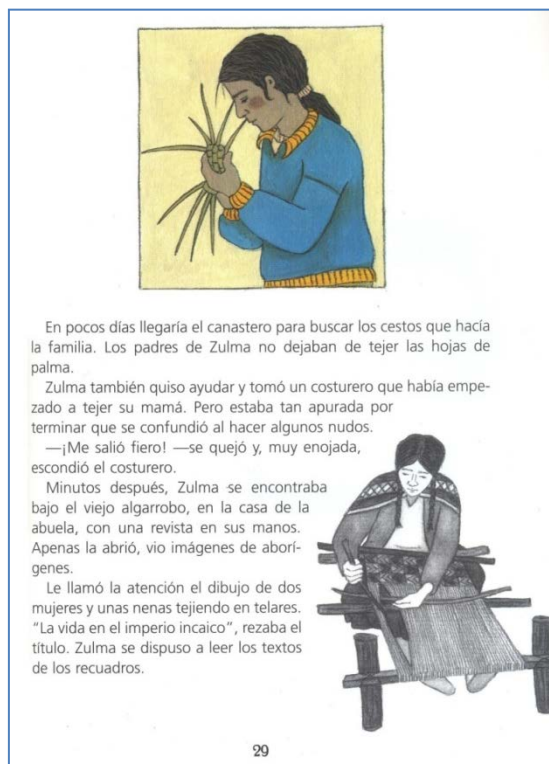 En pocos días llegaría el canastero para buscar los cestos que hacía
la familia. Los padres de Zulma no dejaban de tejer las hojas de
palma.
Zulma también quiso ayudar y tomó un costurero que había empe-
zado a tejer su mamá. Pero estaba tan apurada por
terminar que se confundió al hacer algunos nudos.
—¡Me salió fiero! —se quejó y, muy enojada,
escondió el costurero.
Minutos después, Zulma se encontraba
bajo el viejo algarrobo, en la casa de la
abuela, con una revista en sus manos.
Apenas la abrió, vio imágenes de aborí-
genes.
Le llamó la atención el dibujo de dos
mujeres y unas nenas tejiendo en telares.
“La vida en el imperio incaico”, rezaba el
título. Zulma se dispuso a leer los textos
de los recuadros.
29